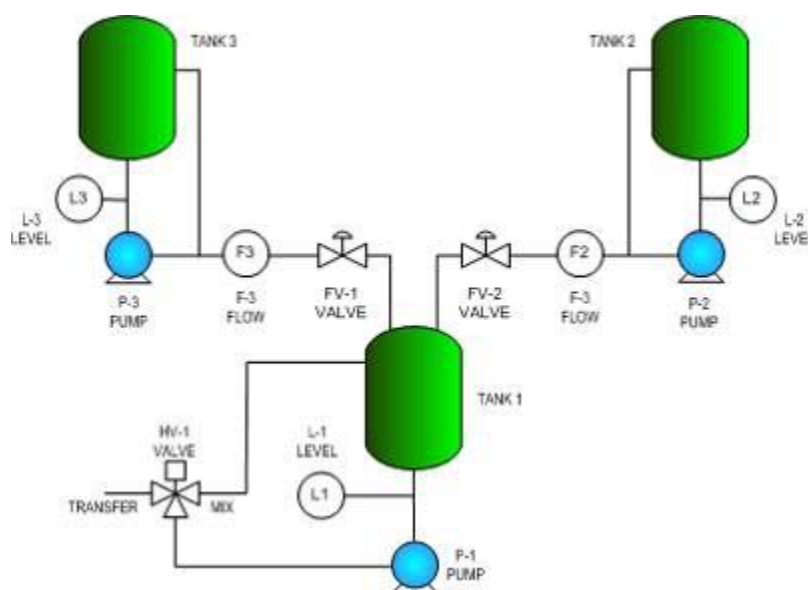 TANK 3
TANK 2
L3
L2
L-3
LEVEL
L-2
LEVEL
F3
F2
P-3
PUMP
F-3
FLOW
FV-1
VALVE
FV-2
VALVE
F-3
FLOW
P-2
PUMP
TANK 1
HV-1
VALVE
L-1
LEVEL
L1
TRANSFER
MIX
P-1
PUMP